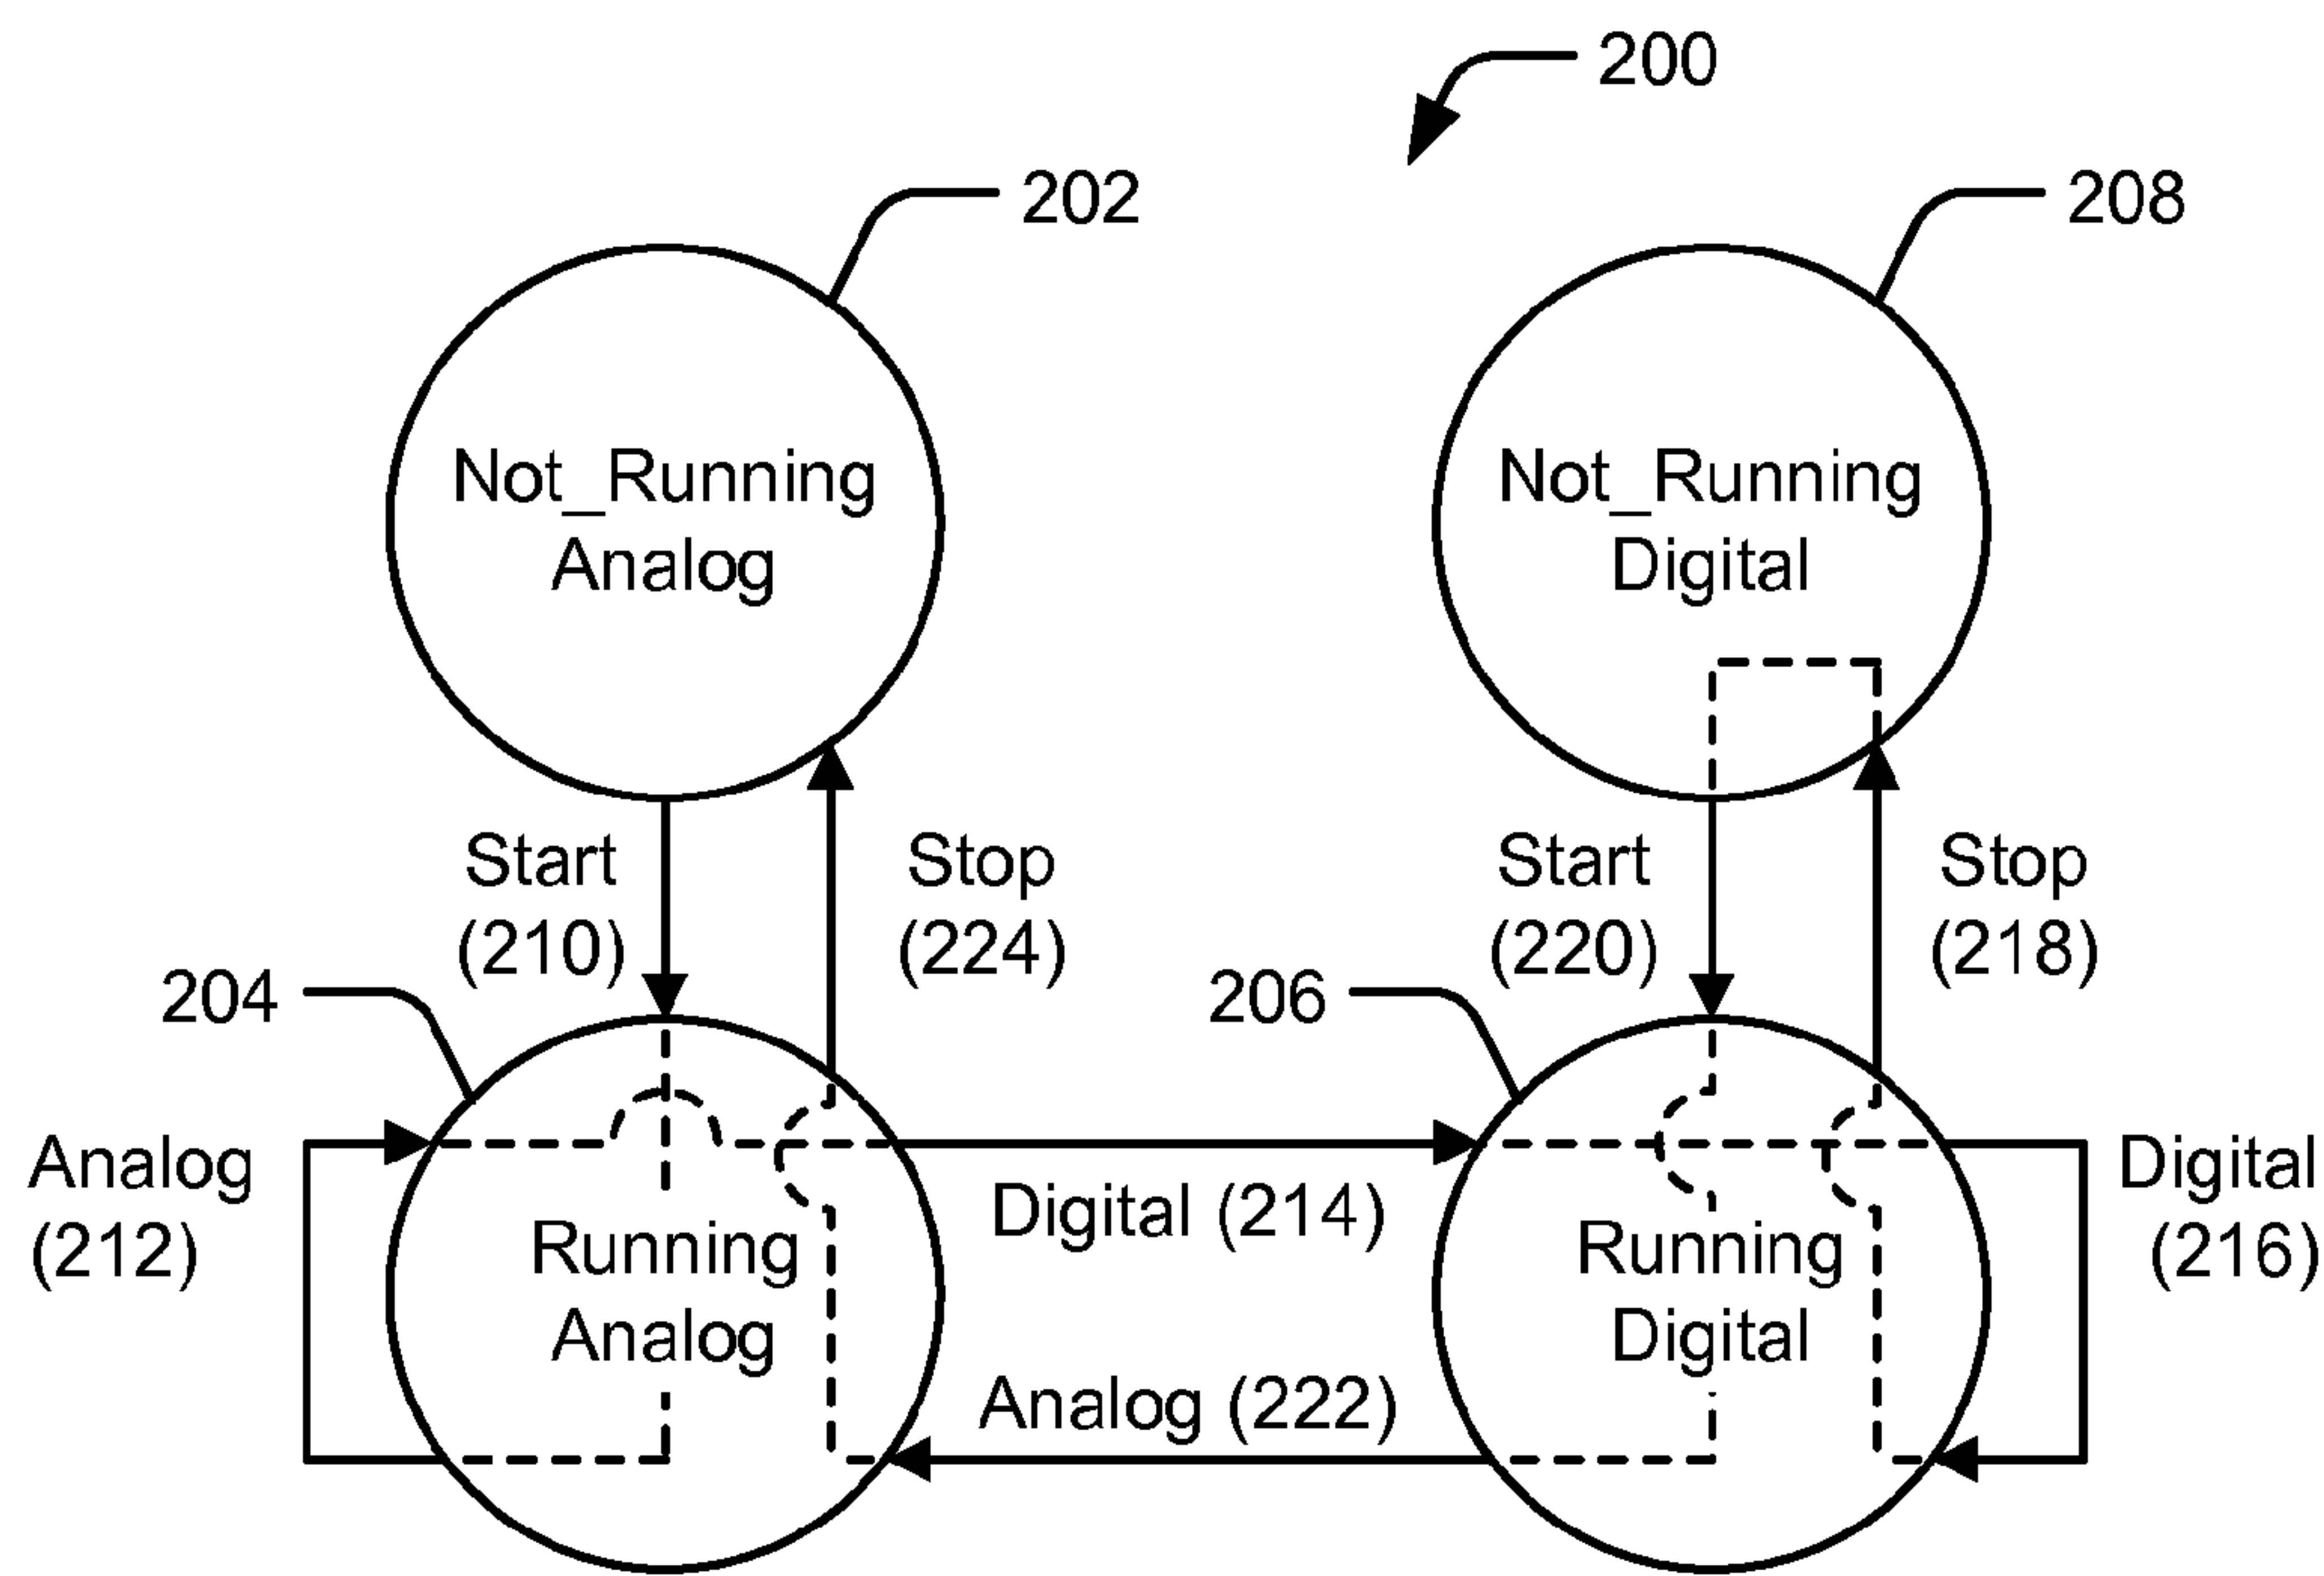 200
202
208
Not_Running
Analog
Not_Running
Digital
Start
(210)
Stop
(224)
Start
(220)
Stop
(218)
204
206
Analog
(212)
Digital (214)
Digital
(216)
Running
Analog
Running
Digital
Analog (222)